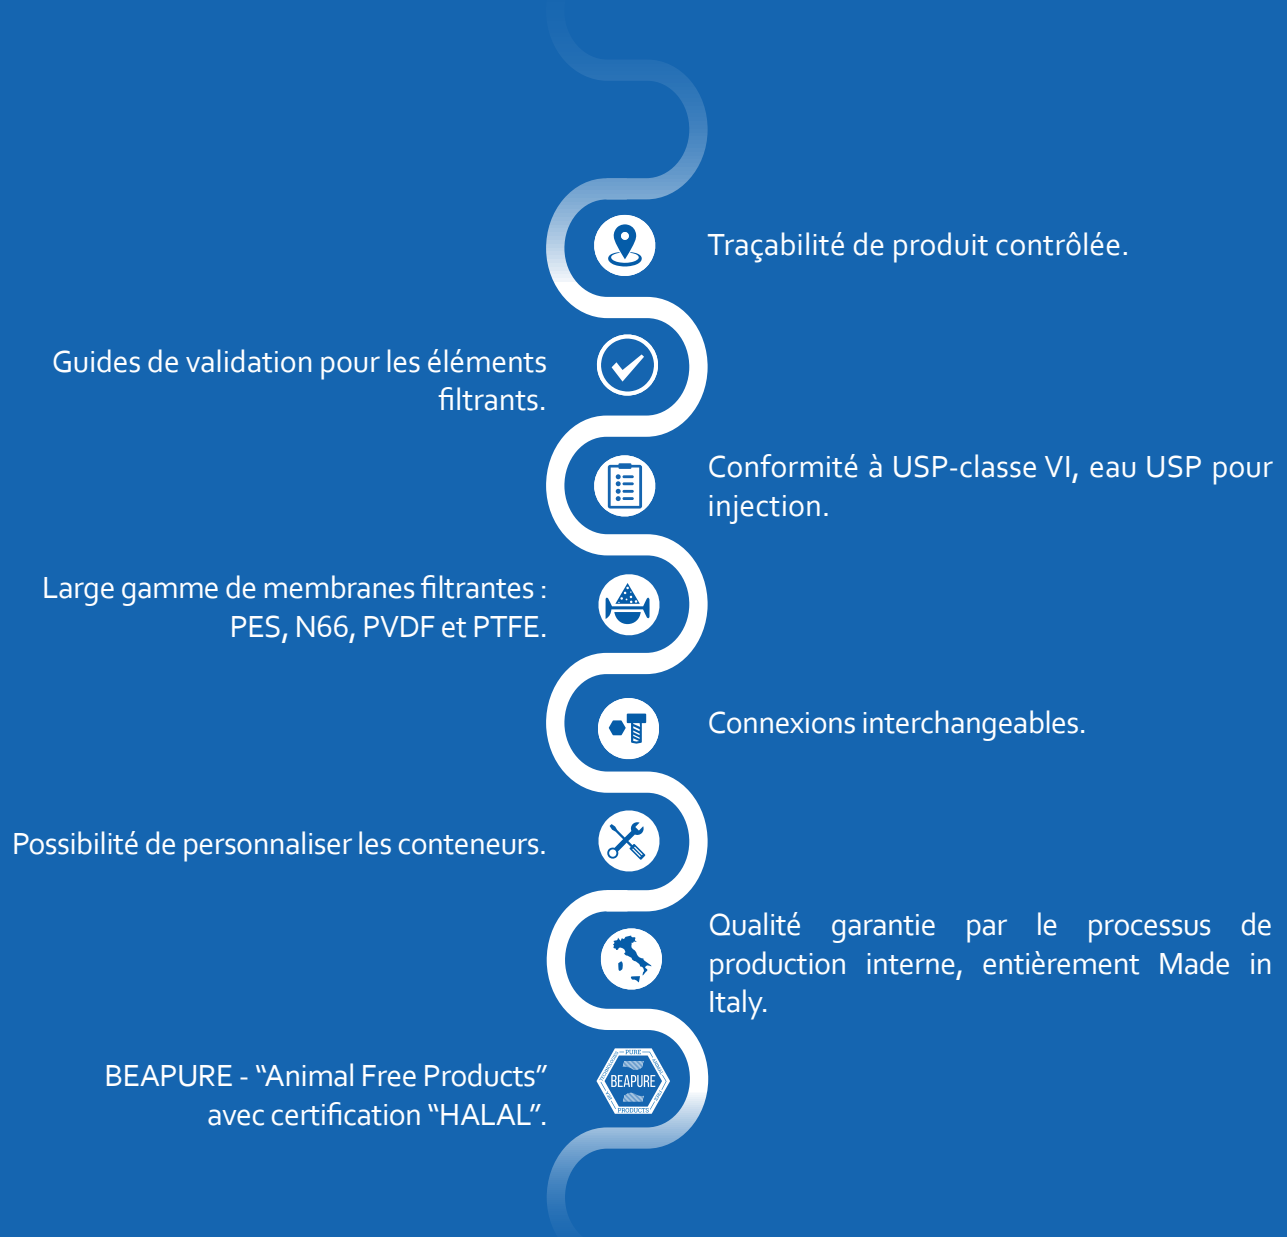 Traçabilité de produit contrôlée.
Guides de validation pour les éléments
filtrants.
Conformité à USP-classe VI, eau USP pour
injection.
Large gamme de membranes filtrantes :
PES, N66, PVDF et PTFE.
Connexions interchangeables.
Possibilité de personnaliser les conteneurs.
Qualité garantie par le processus de
production interne, entièrement Made in
Italy.
BEAPURE - “Animal Free Products”
avec certification “HALAL”.
PURE
BEAPURE
PRODUCTS